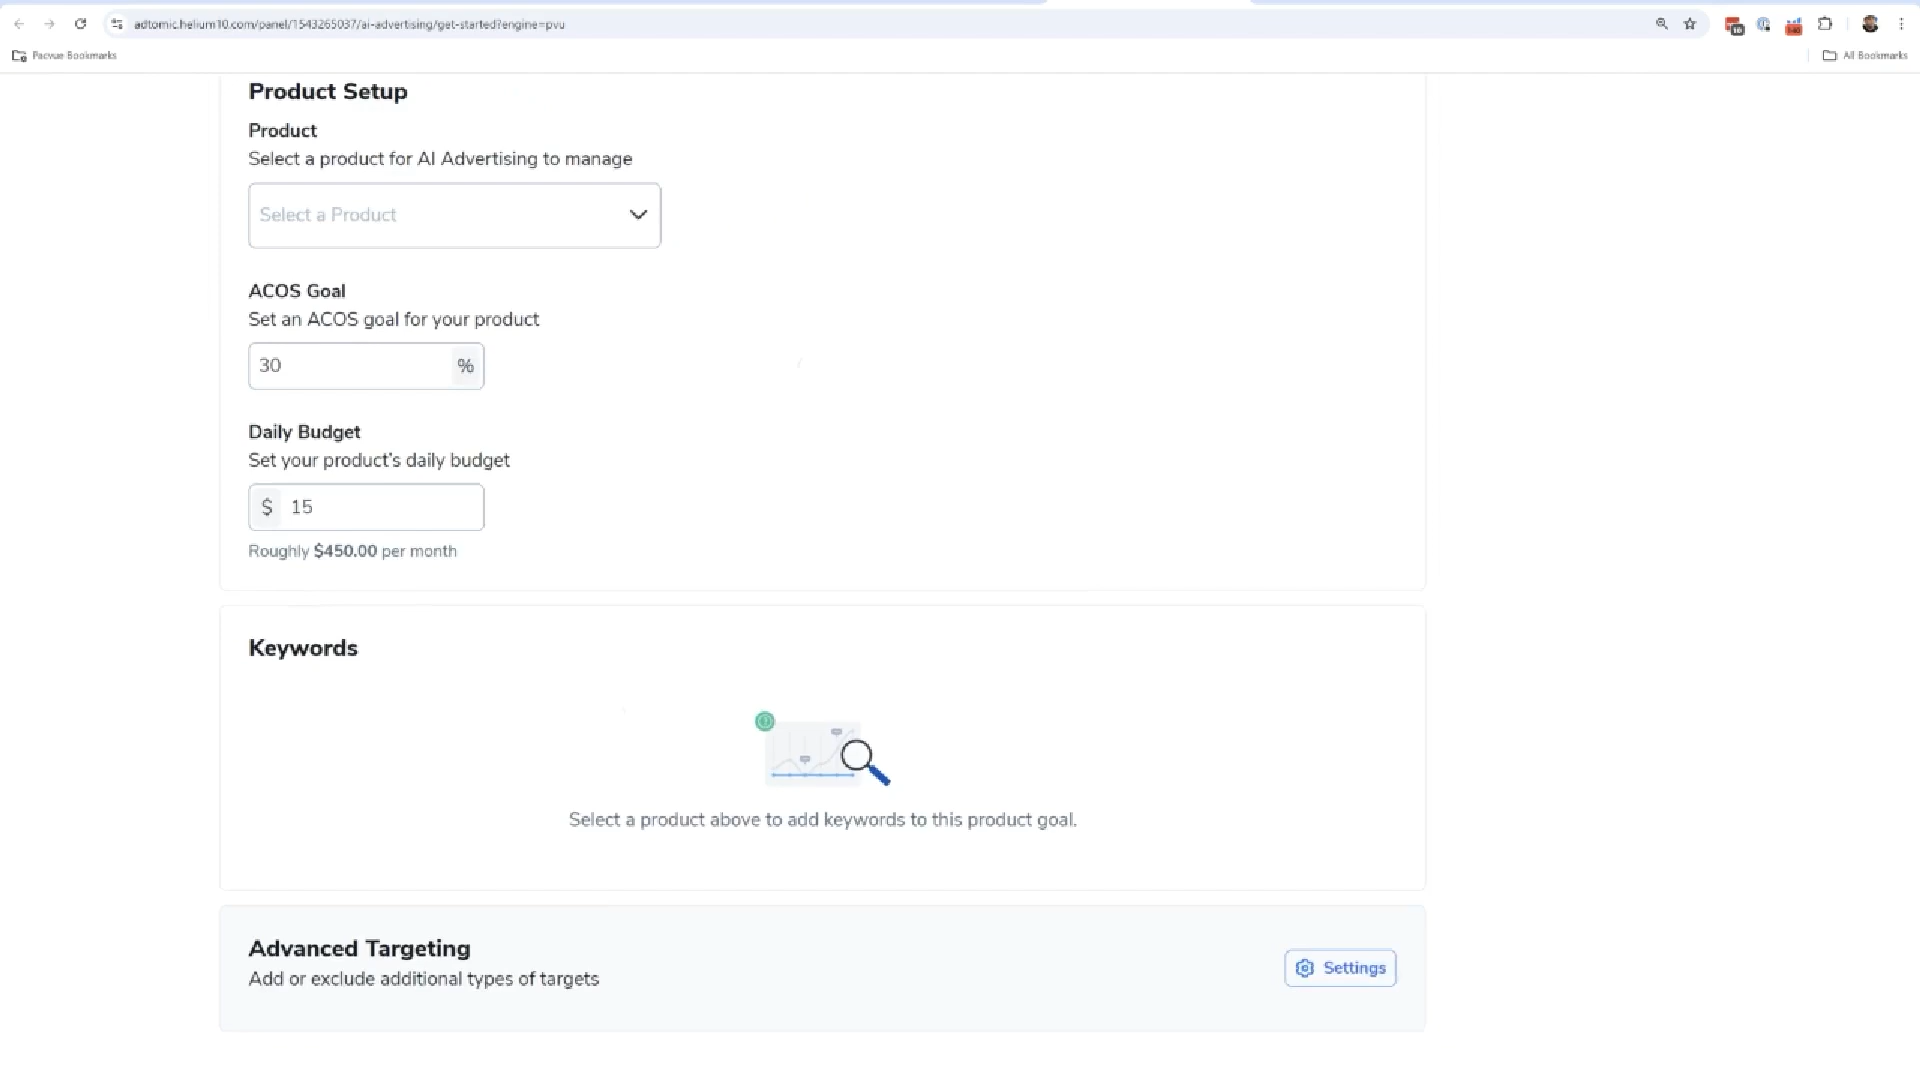 adtomic.helium10.com/panel/1543265037/ai-advertising/get-started?engine=pvu
Pacvue Bookmarks
All Bookmarks
Product Setup
Product
Select a product for AI Advertising to manage
Select a Product
ACOS Goal
Set an ACOS goal for your product
30 %
Daily Budget
Set your product's daily budget
$ 15
Roughly $450.00 per month
Keywords
Select a product above to add keywords to this product goal.
Advanced Targeting
Add or exclude additional types of targets
Settings